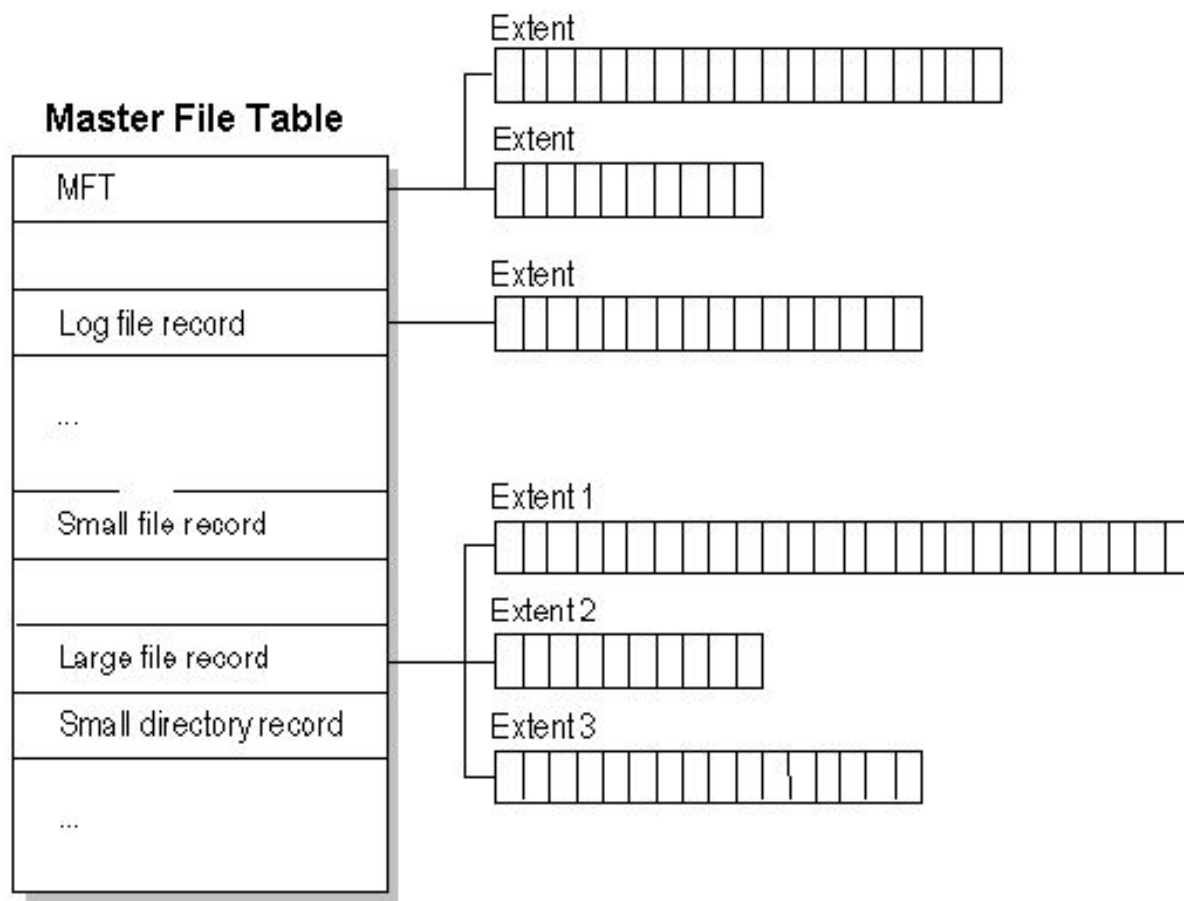 Master File Table
MFT
Log file record
...
Small file record
Large file record
Small directory record
...
Extent
Extent
Extent
Extent 1
Extent 2
Extent 3